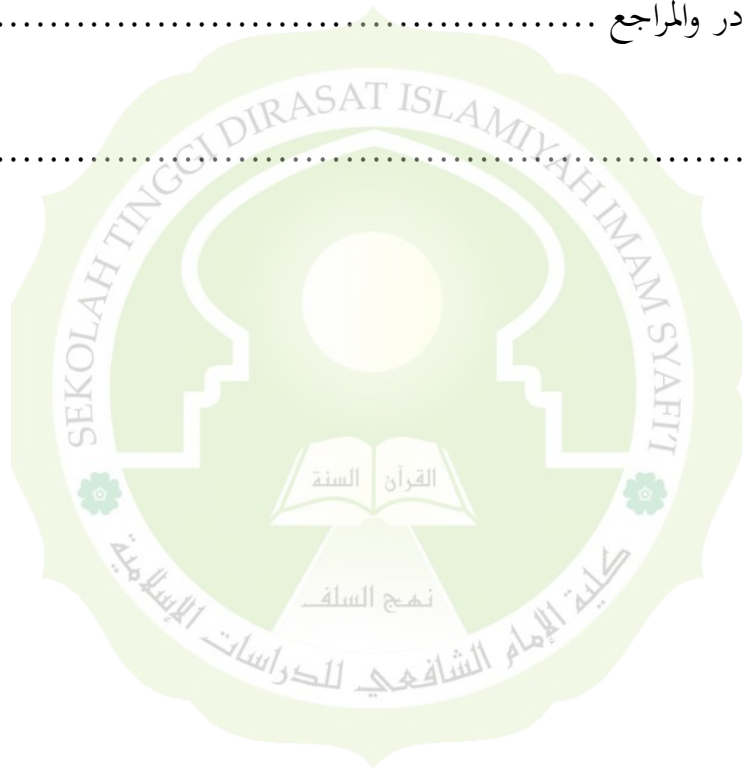 در والمراجع ................................................
................................................................
SEKOLAH TINGGI DIRASAT ISLAMIYAH IMAM SYAFI'I
القرآن السنة
نهج السلف
كلية الإمام الشافعي للدراسات الإسلامية